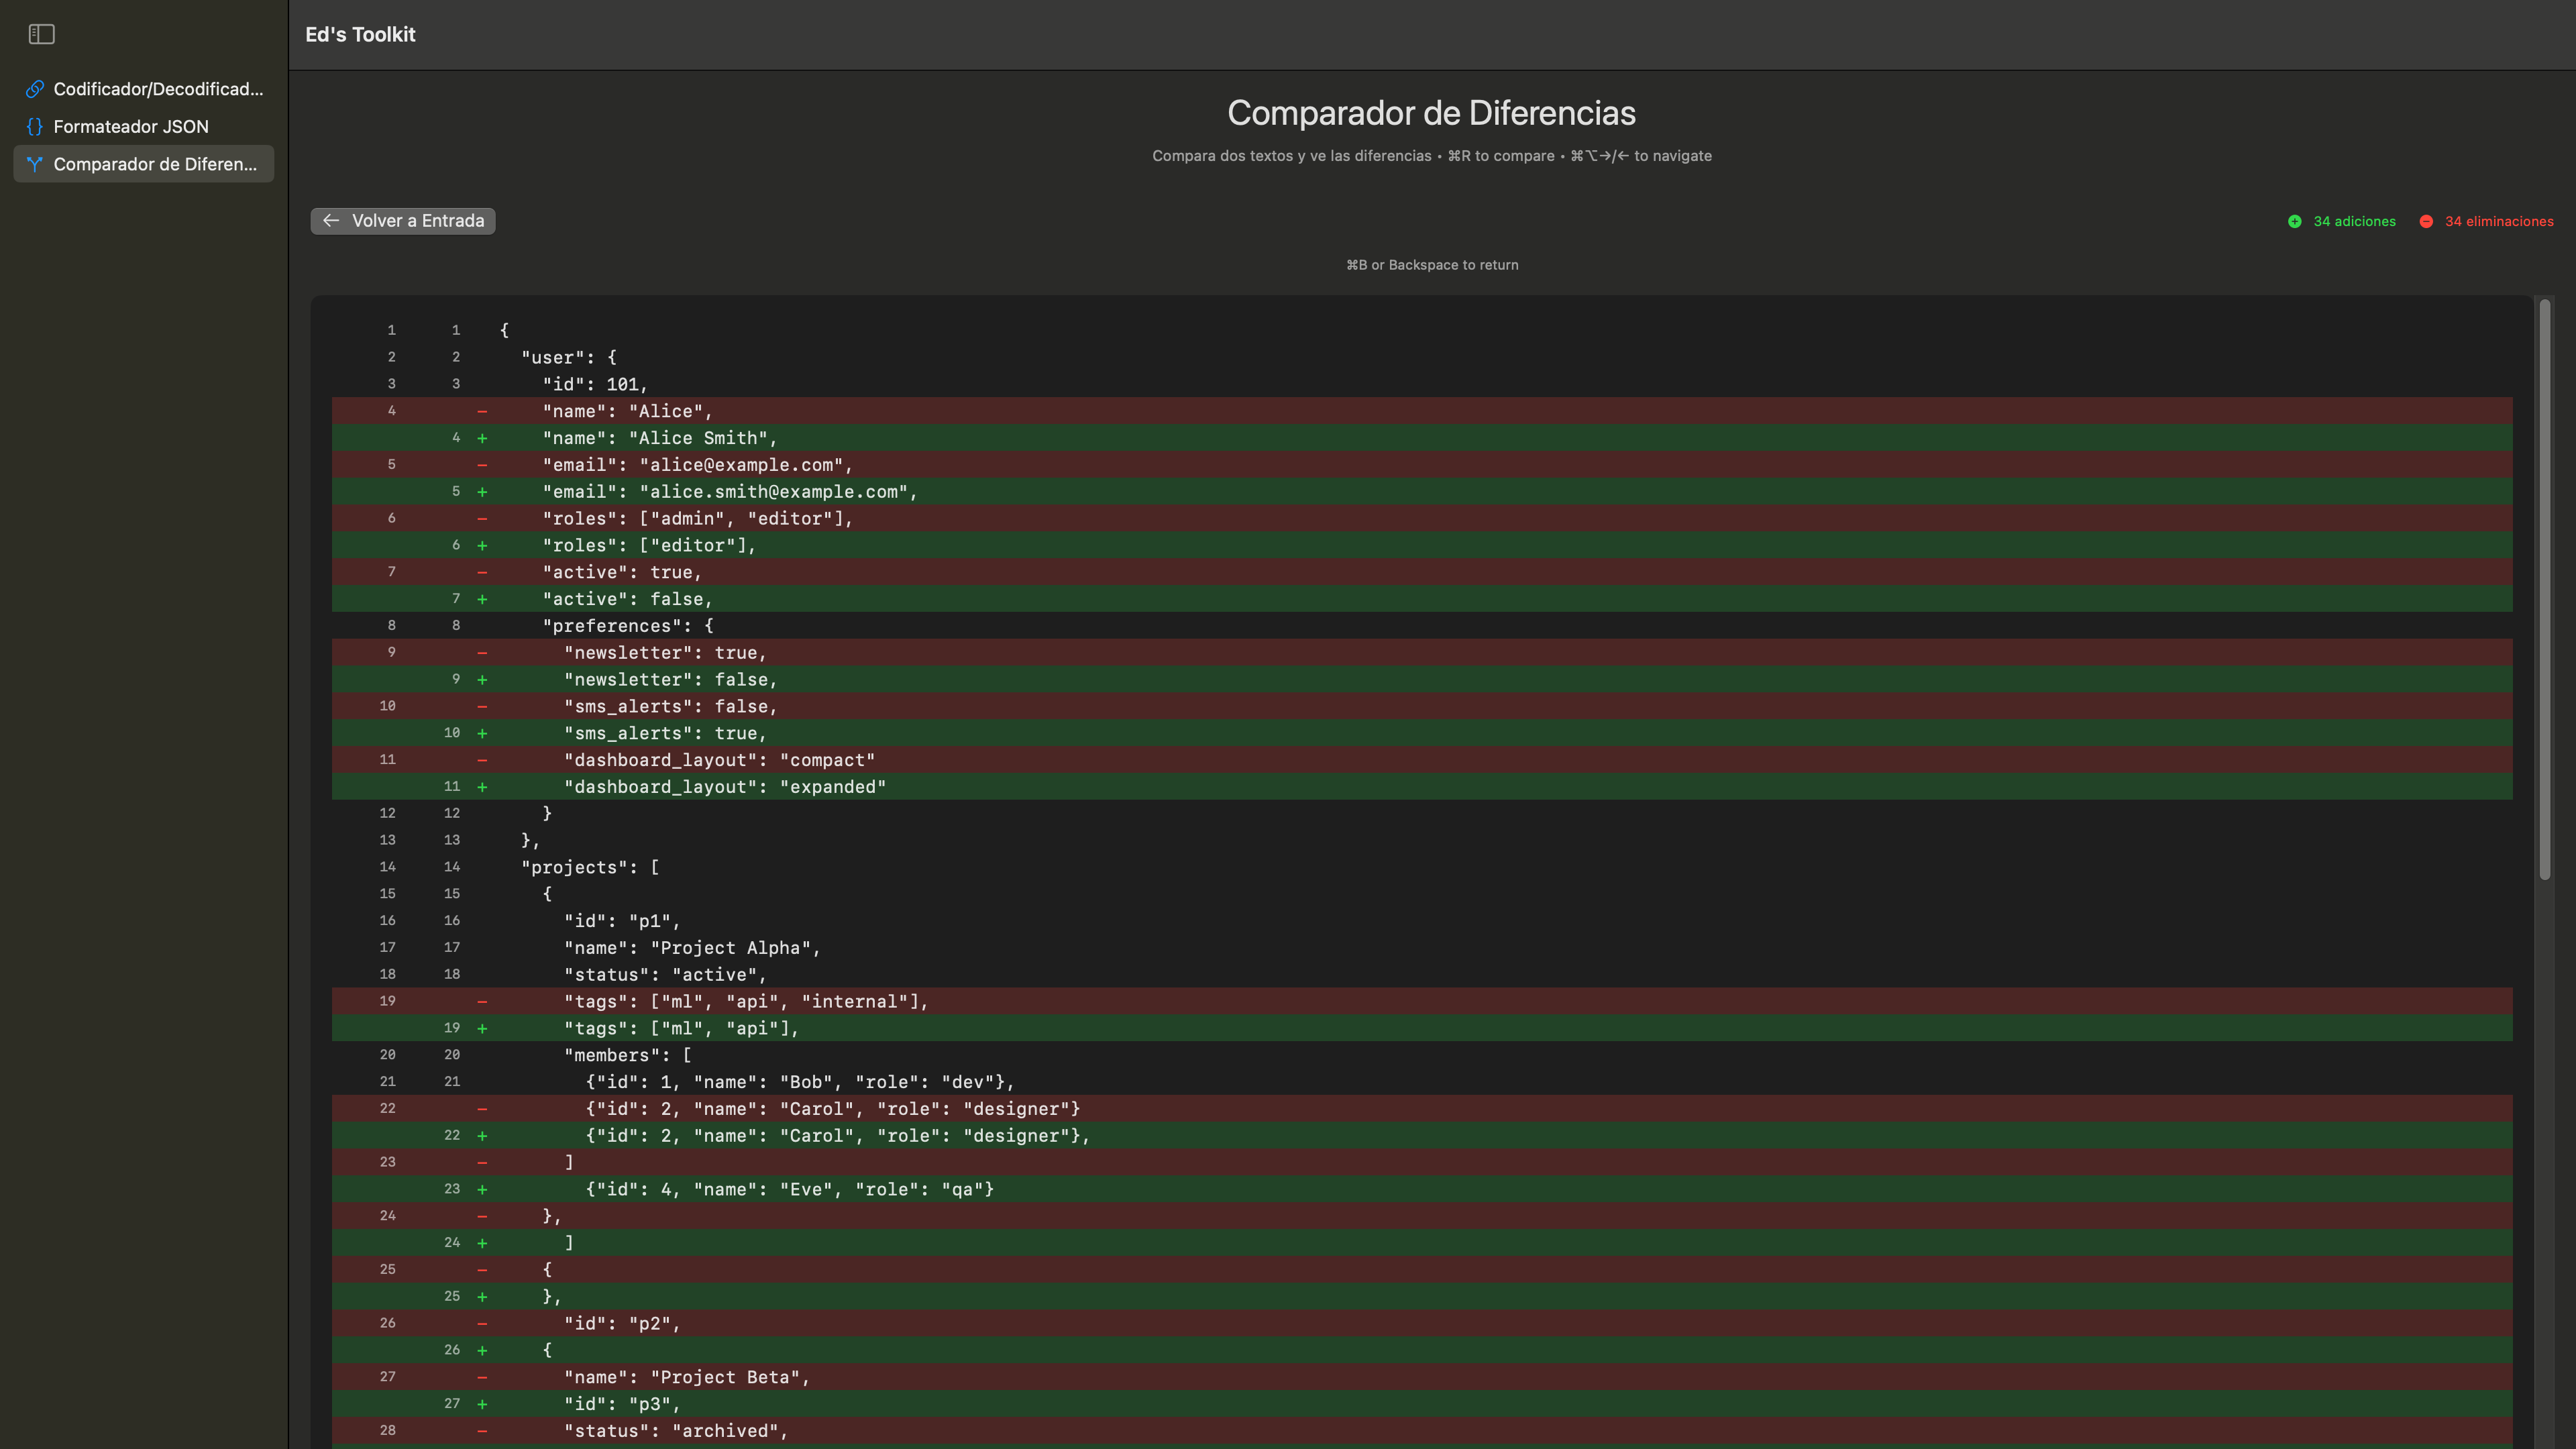 Ed's Toolkit
Codificador/Decodificad...
Formateador JSON
Comparador de Diferen...
Comparador de Diferencias
Compara dos textos y ve las diferencias • ⌘R to compare • ⌘⌥→/← to navigate
← Volver a Entrada
34 adiciones
34 eliminaciones
⌘B or Backspace to return
1 1 {
2 2 "user": {
3 3 "id": 101,
4 − "name": "Alice",
4 + "name": "Alice Smith",
5 − "email": "alice@example.com",
5 + "email": "alice.smith@example.com",
6 − "roles": ["admin", "editor"],
6 + "roles": ["editor"],
7 − "active": true,
7 + "active": false,
8 8 "preferences": {
9 − "newsletter": true,
9 + "newsletter": false,
10 − "sms_alerts": false,
10 + "sms_alerts": true,
11 − "dashboard_layout": "compact"
11 + "dashboard_layout": "expanded"
12 12 }
13 13 },
14 14 "projects": [
15 15 {
16 16 "id": "p1",
17 17 "name": "Project Alpha",
18 18 "status": "active",
19 − "tags": ["ml", "api", "internal"],
19 + "tags": ["ml", "api"],
20 20 "members": [
21 21 {"id": 1, "name": "Bob", "role": "dev"},
22 − {"id": 2, "name": "Carol", "role": "designer"}
22 + {"id": 2, "name": "Carol", "role": "designer"},
23 − ]
23 + {"id": 4, "name": "Eve", "role": "qa"}
24 − },
24 + ]
25 − {
25 + },
26 − "id": "p2",
26 + {
27 − "name": "Project Beta",
27 + "id": "p3",
28 − "status": "archived",